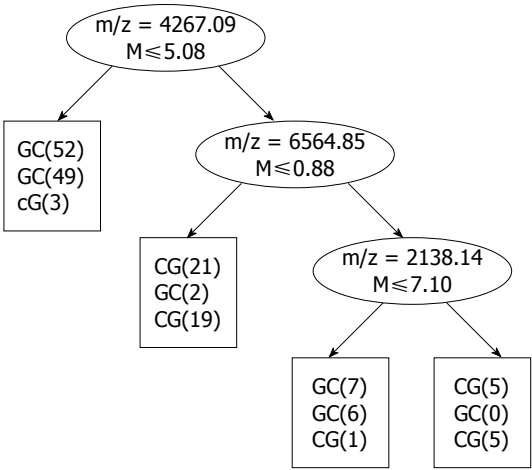 m/z = 4267.09
M≤5.08
GC(52)
GC(49)
cG(3)
m/z = 6564.85
M≤0.88
CG(21)
GC(2)
CG(19)
m/z = 2138.14
M≤7.10
GC(7)
GC(6)
CG(1)
CG(5)
GC(0)
CG(5)